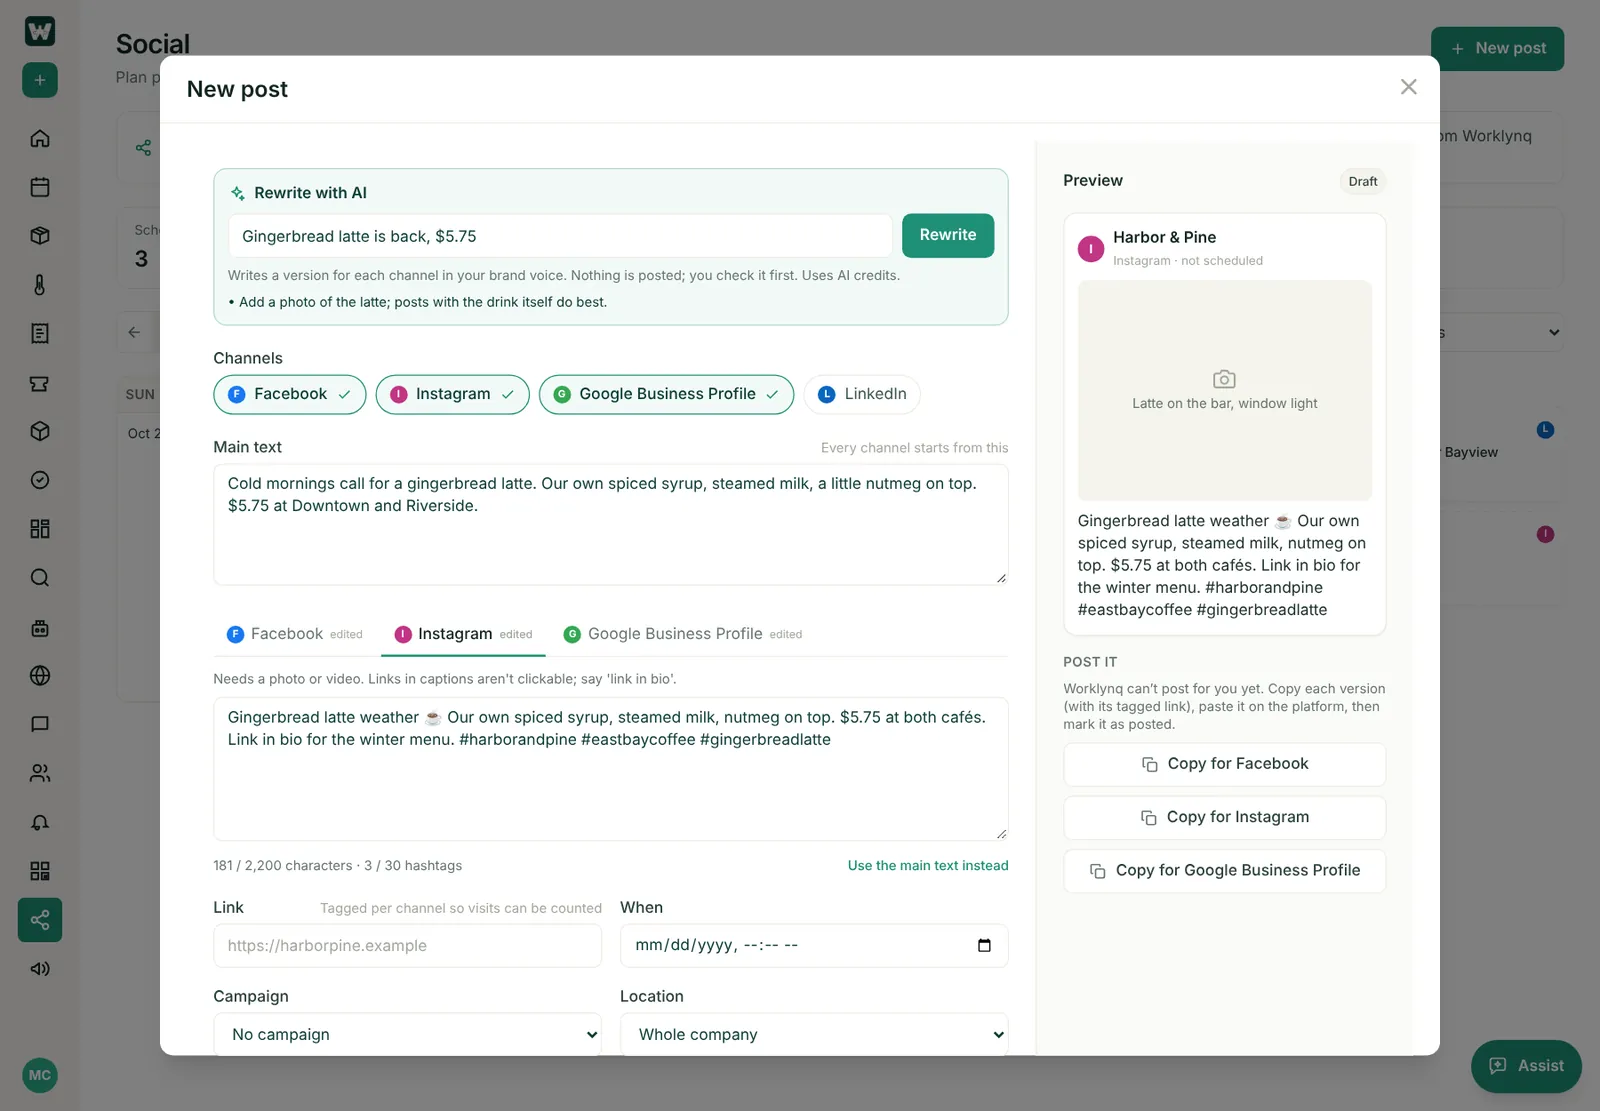 W
Social
Plan p
New post
om Worklynq
Sche
3
s
SUN
Oct 2
L
r Bayview
I
MC
Assist
New post
Rewrite with AI
Gingerbread latte is back, $5.75
Rewrite
Writes a version for each channel in your brand voice. Nothing is posted; you check it first. Uses AI credits.
• Add a photo of the latte; posts with the drink itself do best.
Channels
F Facebook
I Instagram
G Google Business Profile
L LinkedIn
Main text
Every channel starts from this
Cold mornings call for a gingerbread latte. Our own spiced syrup, steamed milk, a little nutmeg on top.
$5.75 at Downtown and Riverside.
F Facebook edited
I Instagram edited
G Google Business Profile edited
Needs a photo or video. Links in captions aren't clickable; say 'link in bio'.
Gingerbread latte weather ☕ Our own spiced syrup, steamed milk, nutmeg on top. $5.75 at both cafés.
Link in bio for the winter menu. #harborandpine #eastbaycoffee #gingerbreadlatte
181 / 2,200 characters · 3 / 30 hashtags
Use the main text instead
Link
Tagged per channel so visits can be counted
https://harborpine.example
When
mm/dd/yyyy, --:-- --
Campaign
No campaign
Location
Whole company
Preview
Draft
I
Harbor & Pine
Instagram · not scheduled
Latte on the bar, window light
Gingerbread latte weather ☕ Our own
spiced syrup, steamed milk, nutmeg on
top. $5.75 at both cafés. Link in bio for
the winter menu. #harborandpine
#eastbaycoffee #gingerbreadlatte
POST IT
Worklynq can't post for you yet. Copy each version
(with its tagged link), paste it on the platform, then
mark it as posted.
Copy for Facebook
Copy for Instagram
Copy for Google Business Profile